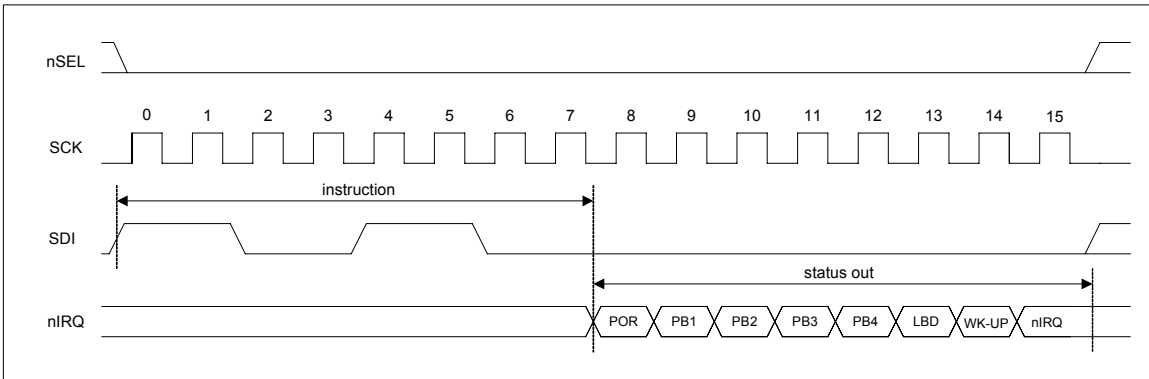 nSEL
0 1 2 3 4 5 6 7 8 9 10 11 12 13 14 15
SCK
instruction
SDI
status out
nIRQ
POR PB1 PB2 PB3 PB4 LBD WK-UP nIRQ